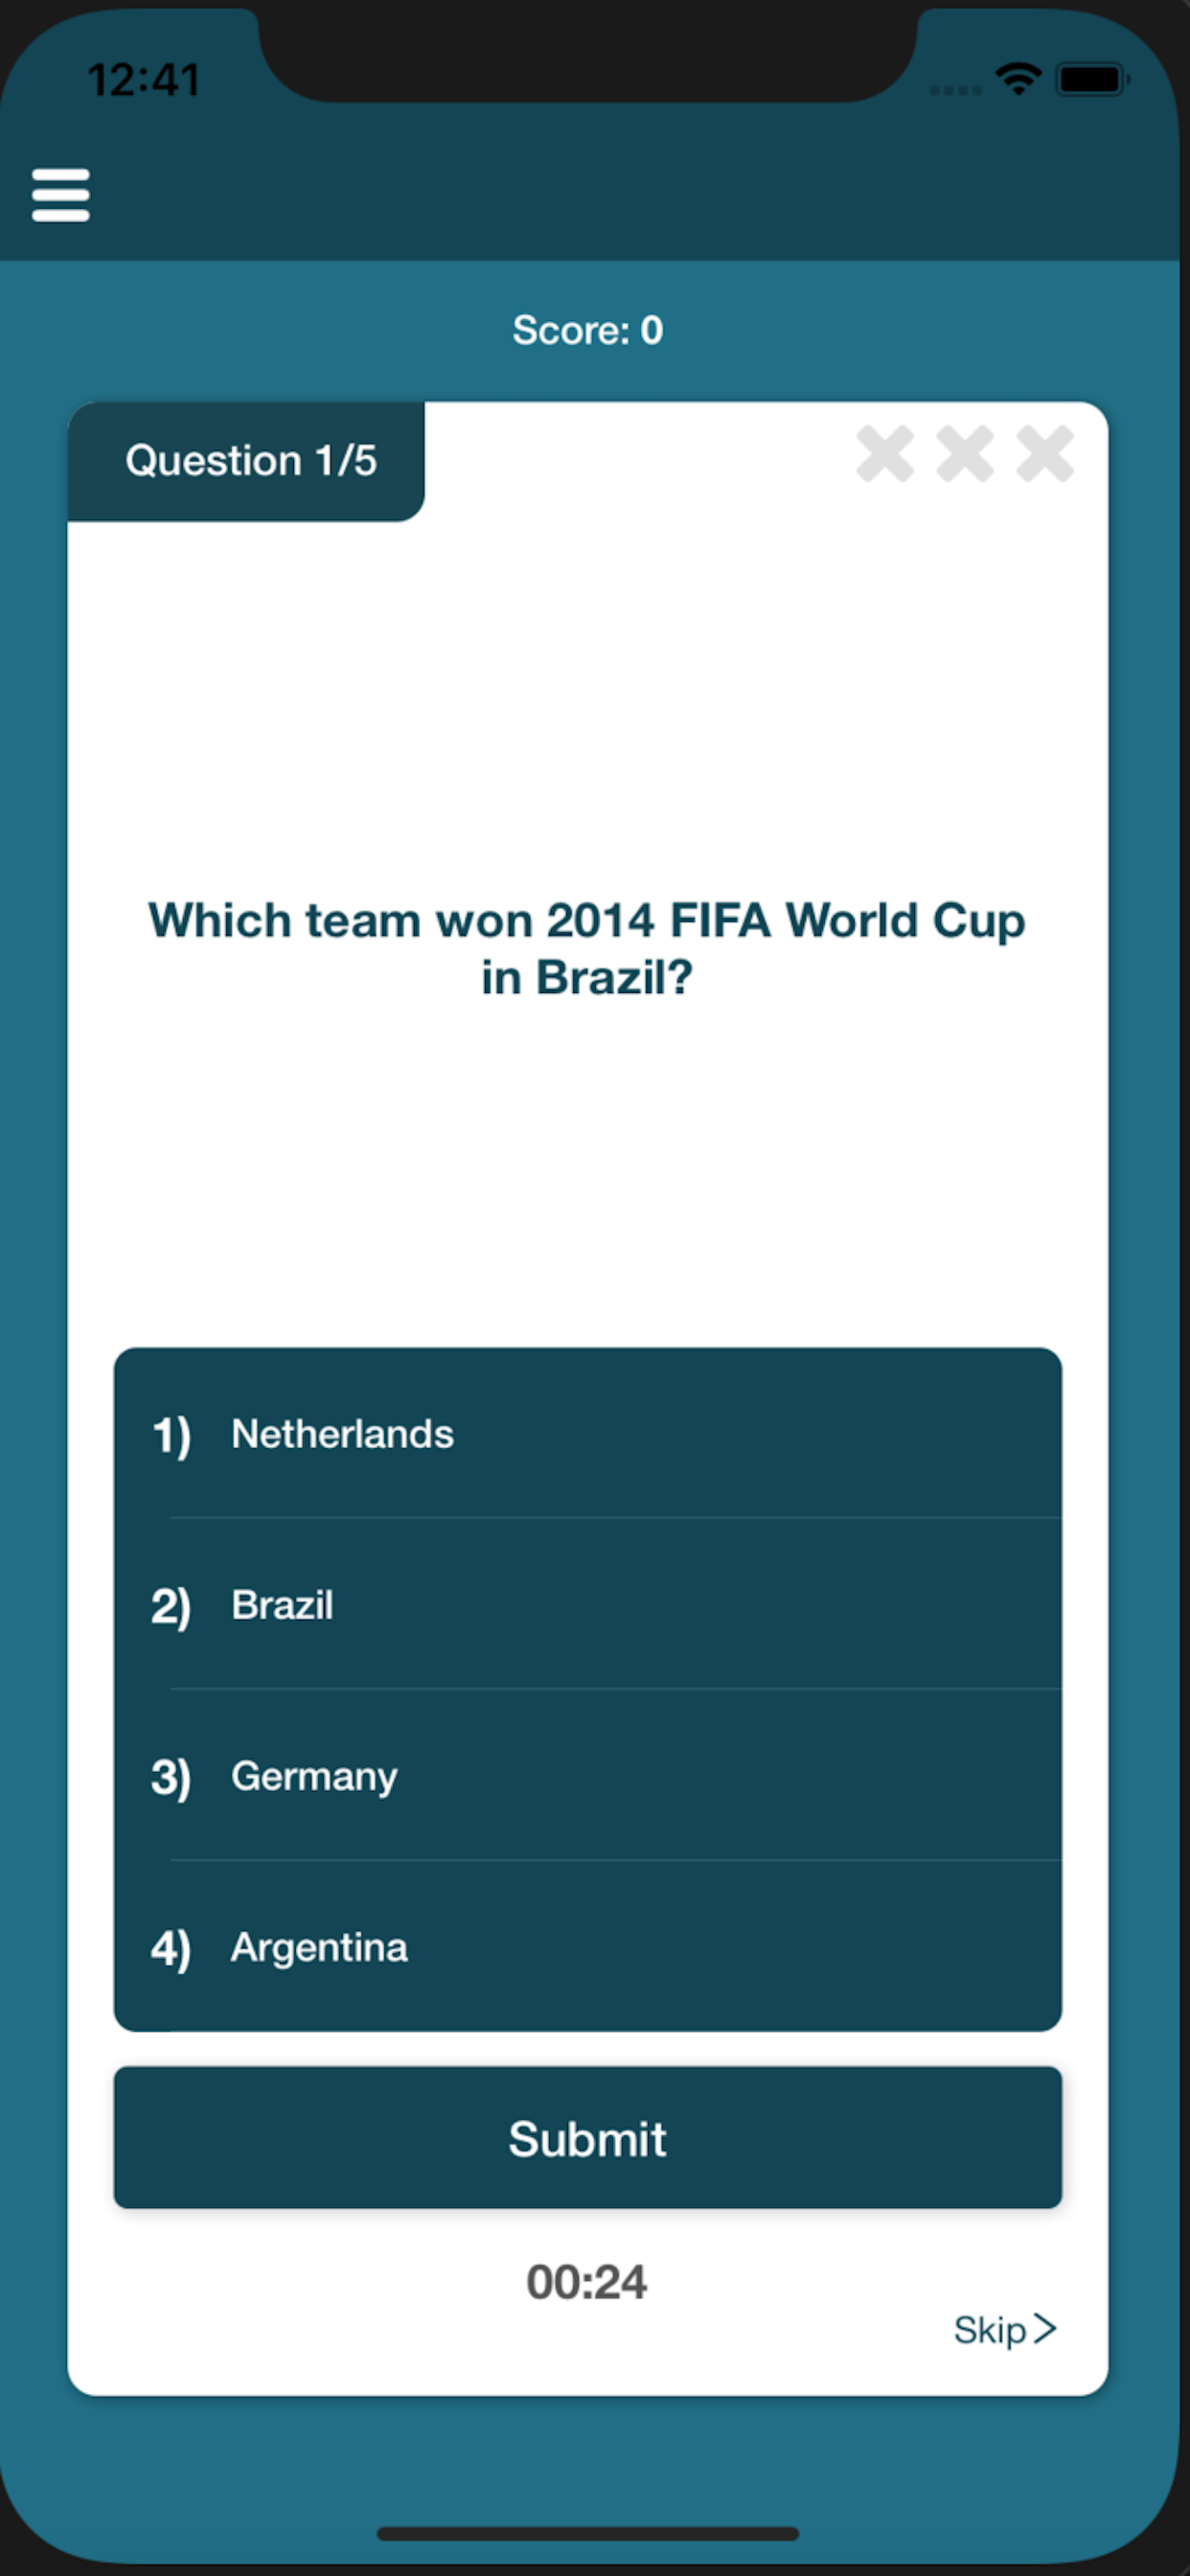 12:41
Score: 0
Question 1/5
Which team won 2014 FIFA World Cup
in Brazil?
1) Netherlands
2) Brazil
3) Germany
4) Argentina
Submit
00:24
Skip